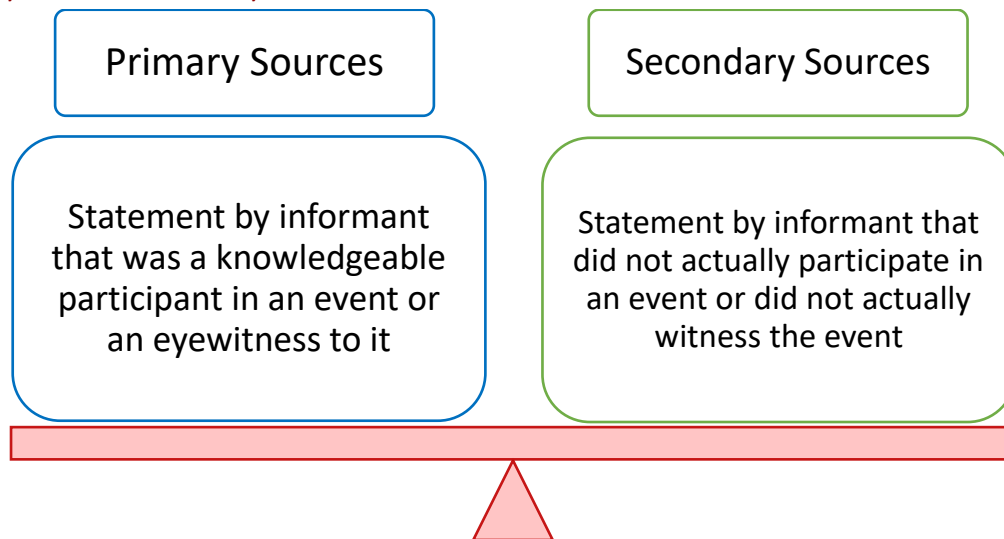 Primary Sources
Secondary Sources
Statement by informant
that was a knowledgeable
participant in an event or
an eyewitness to it
Statement by informant that
did not actually participate in
an event or did not actually
witness the event